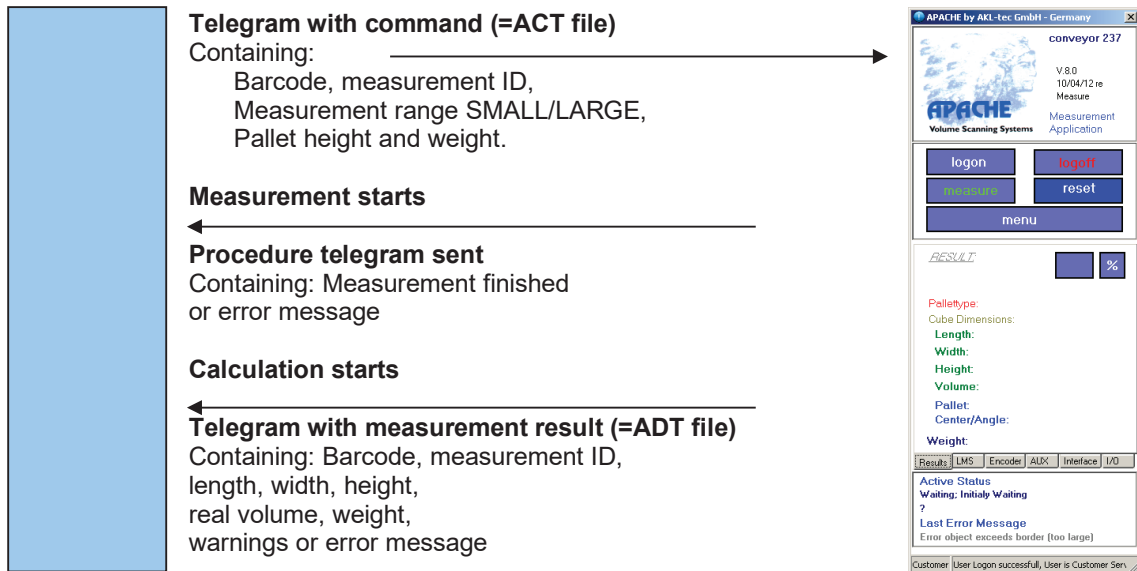 Telegram with command (=ACT file)
Containing:
Barcode, measurement ID,
Measurement range SMALL/LARGE,
Pallet height and weight.
Measurement starts
Procedure telegram sent
Containing: Measurement finished
or error message
Calculation starts
Telegram with measurement result (=ADT file)
Containing: Barcode, measurement ID,
length, width, height,
real volume, weight,
warnings or error message
APACHE by AKL-tec GmbH - Germany
conveyor 237
V.8.0
10/04/12 re
Measure
APACHE
Volume Scanning Systems
Measurement
Application
logon
logoff
measure
reset
menu
RESULT:
%
Pallettype:
Cube Dimensions:
Length:
Width:
Height:
Volume:
Pallet:
Center/Angle:
Weight:
Results LMS Encoder AUX Interface I/O
Active Status
Waiting; Initialy Waiting
?
Last Error Message
Error object exceeds border (too large)
Customer User Logon successfull, User is Customer Serv